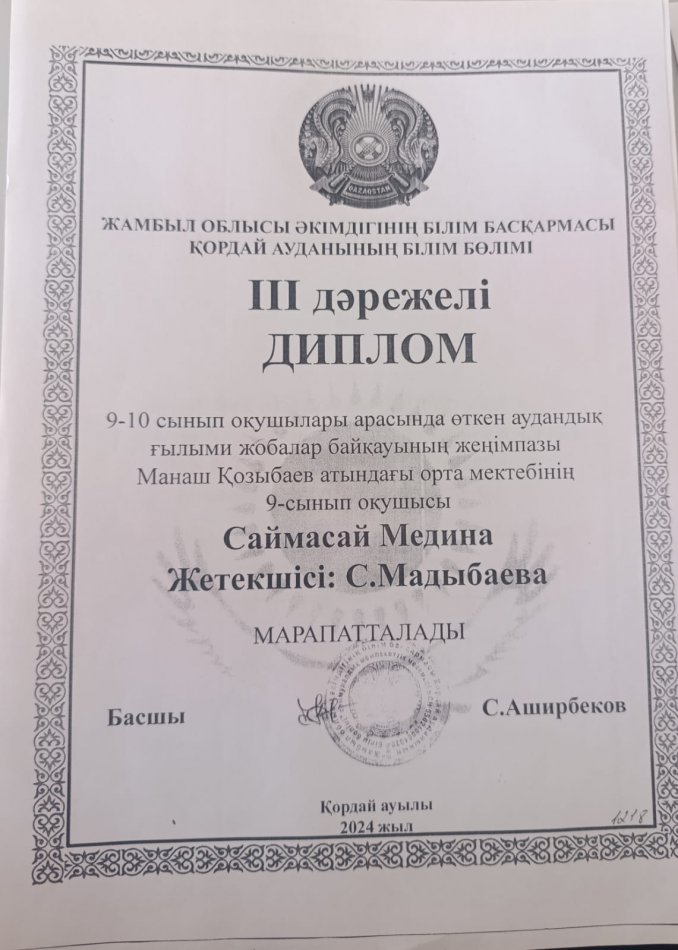 QAZAQSTAN
ЖАМБЫЛ ОБЛЫСЫ ӘКІМДІГІНІҢ БІЛІМ БАСҚАРМАСЫ
ҚОРДАЙ АУДАНЫНЫҢ БІЛІМ БӨЛІМІ
III дәрежелі
ДИПЛОМ
9-10 сынып оқушылары арасында өткен аудандық
ғылыми жобалар байқауының жеңімпазы
Манаш Қозыбаев атындағы орта мектебінің
9-сынып оқушысы
Саймасай Медина
Жетекшісі: С.Мадыбаева
МАРАПАТТАЛАДЫ
Басшы С.Аширбеков
Қордай ауылы
2024 жыл
1218